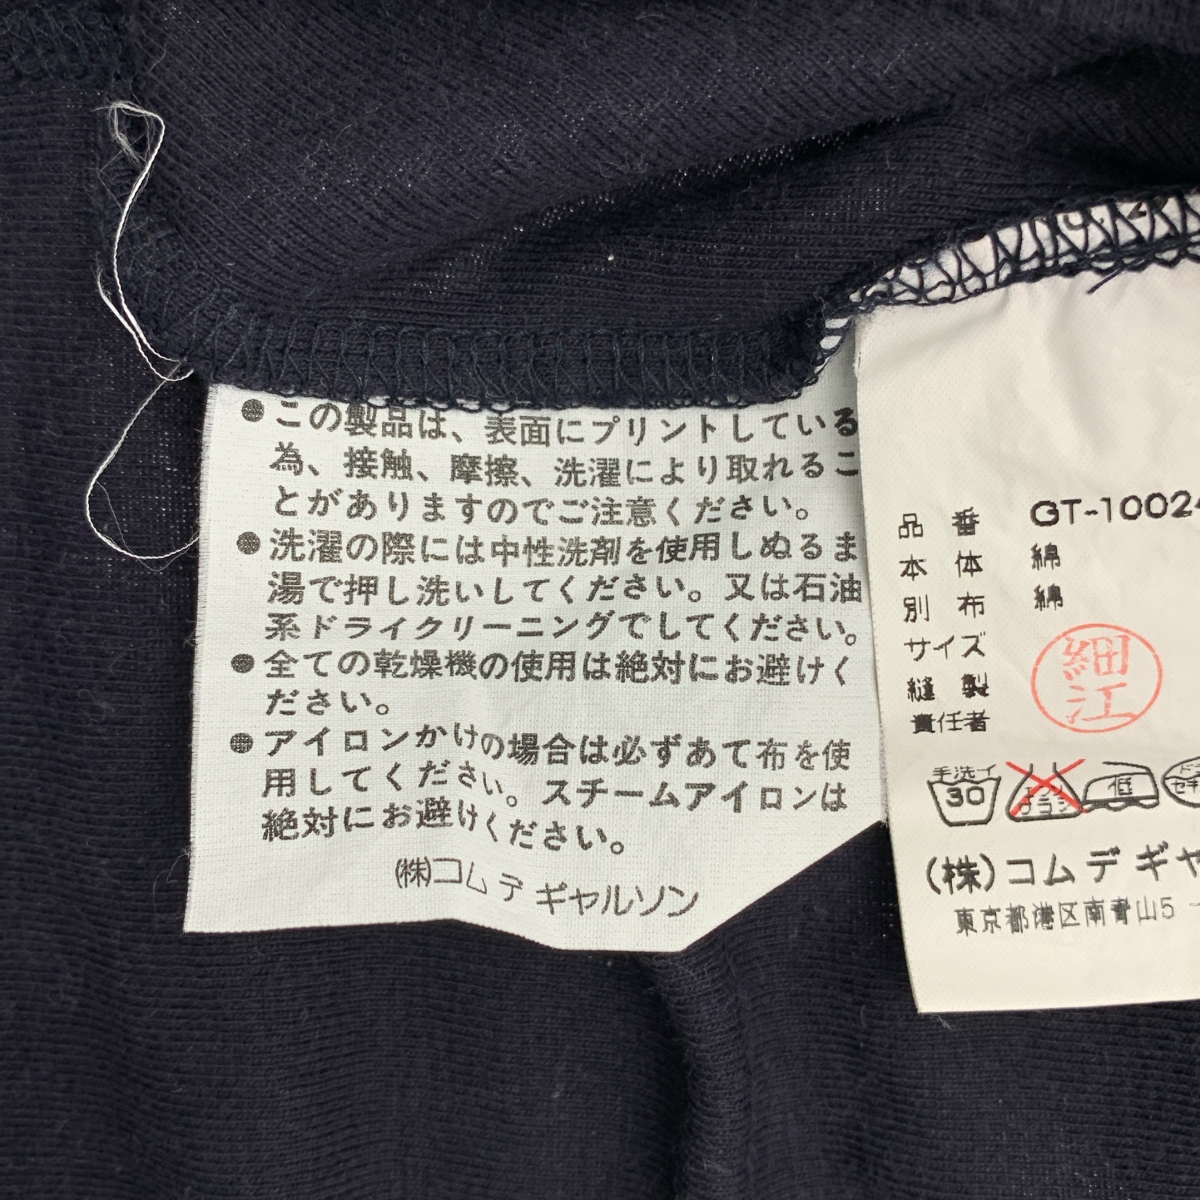 ●この製品は、表面にプリントしている
為、接触、摩擦、洗濯により取れるこ
とがありますのでご注意ください。
●洗濯の際には中性洗剤を使用しぬるま
湯で押し洗いしてください。又は石油
系ドライクリーニングでしてください。
●全ての乾燥機の使用は絶対にお避けく
ださい。
●アイロンかけの場合は必ずあて布を使
用してください。スチームアイロンは
絶対にお避けください。
(株)コムデギャルソン
品番 GT-10024
本体 綿
別布 綿
サイズ
縫製
責任者
細江
手洗イ
30
エンソ
サラシ
低
(株)コムデギャ
東京都港区南青山5